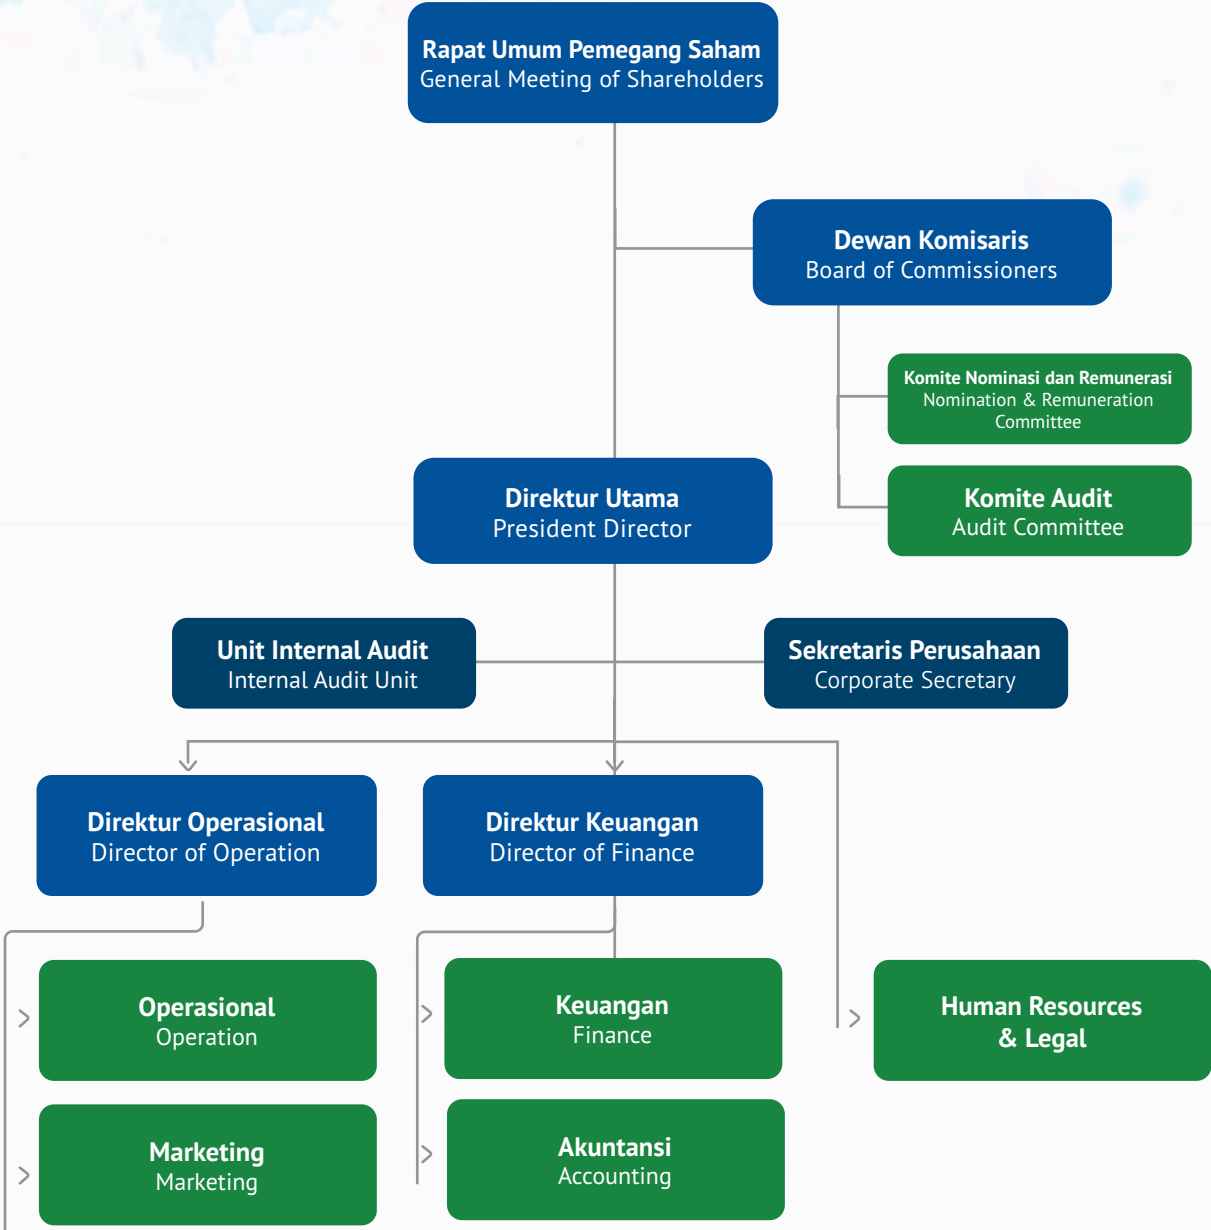 Rapat Umum Pemegang Saham
General Meeting of Shareholders
Dewan Komisaris
Board of Commissioners
Komite Nominasi dan Remunerasi
Nomination & Remuneration
Committee
Direktur Utama
President Director
Komite Audit
Audit Committee
Unit Internal Audit
Internal Audit Unit
Sekretaris Perusahaan
Corporate Secretary
Direktur Operasional
Director of Operation
Direktur Keuangan
Director of Finance
Operasional
Operation
Keuangan
Finance
Human Resources
& Legal
Marketing
Marketing
Akuntansi
Accounting